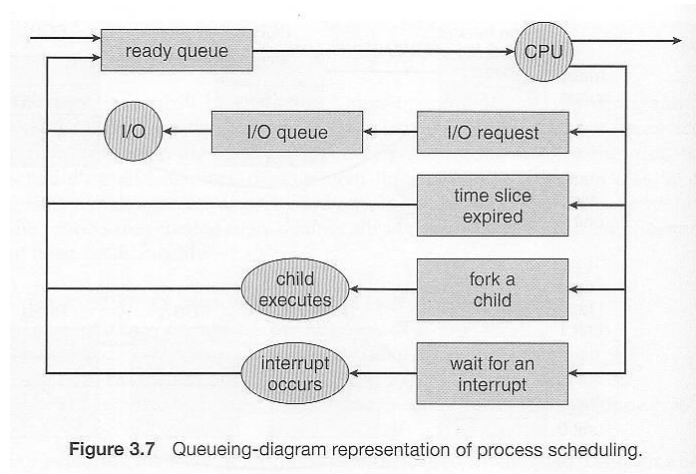 ready queue
CPU
I/O
I/O queue
I/O request
time slice
expired
child
executes
fork a
child
interrupt
occurs
wait for an
interrupt
Figure 3.7 Queueing-diagram representation of process scheduling.